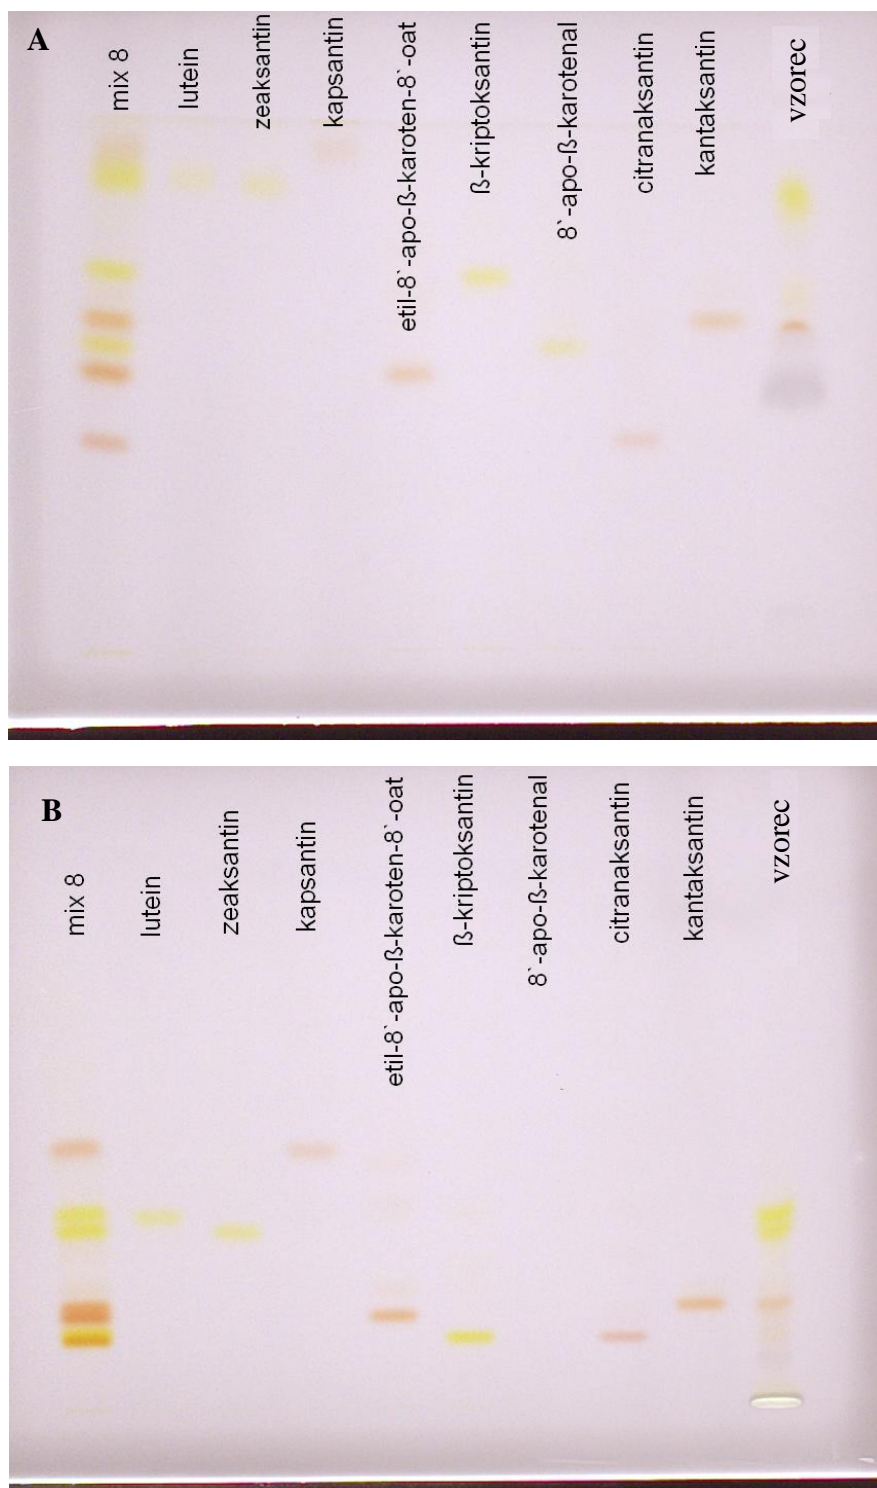 A
mix 8
lutein
zeaksantin
kapsantin
etil-8`-apo-ß-karoten-8`-oat
ß-kriptoksantin
8`-apo-ß-karotenal
citranaksantin
kantaksantin
vzorec
B
mix 8
lutein
zeaksantin
kapsantin
etil-8`-apo-ß-karoten-8`-oat
ß-kriptoksantin
8`-apo-ß-karotenal
citranaksantin
kantaksantin
vzorec